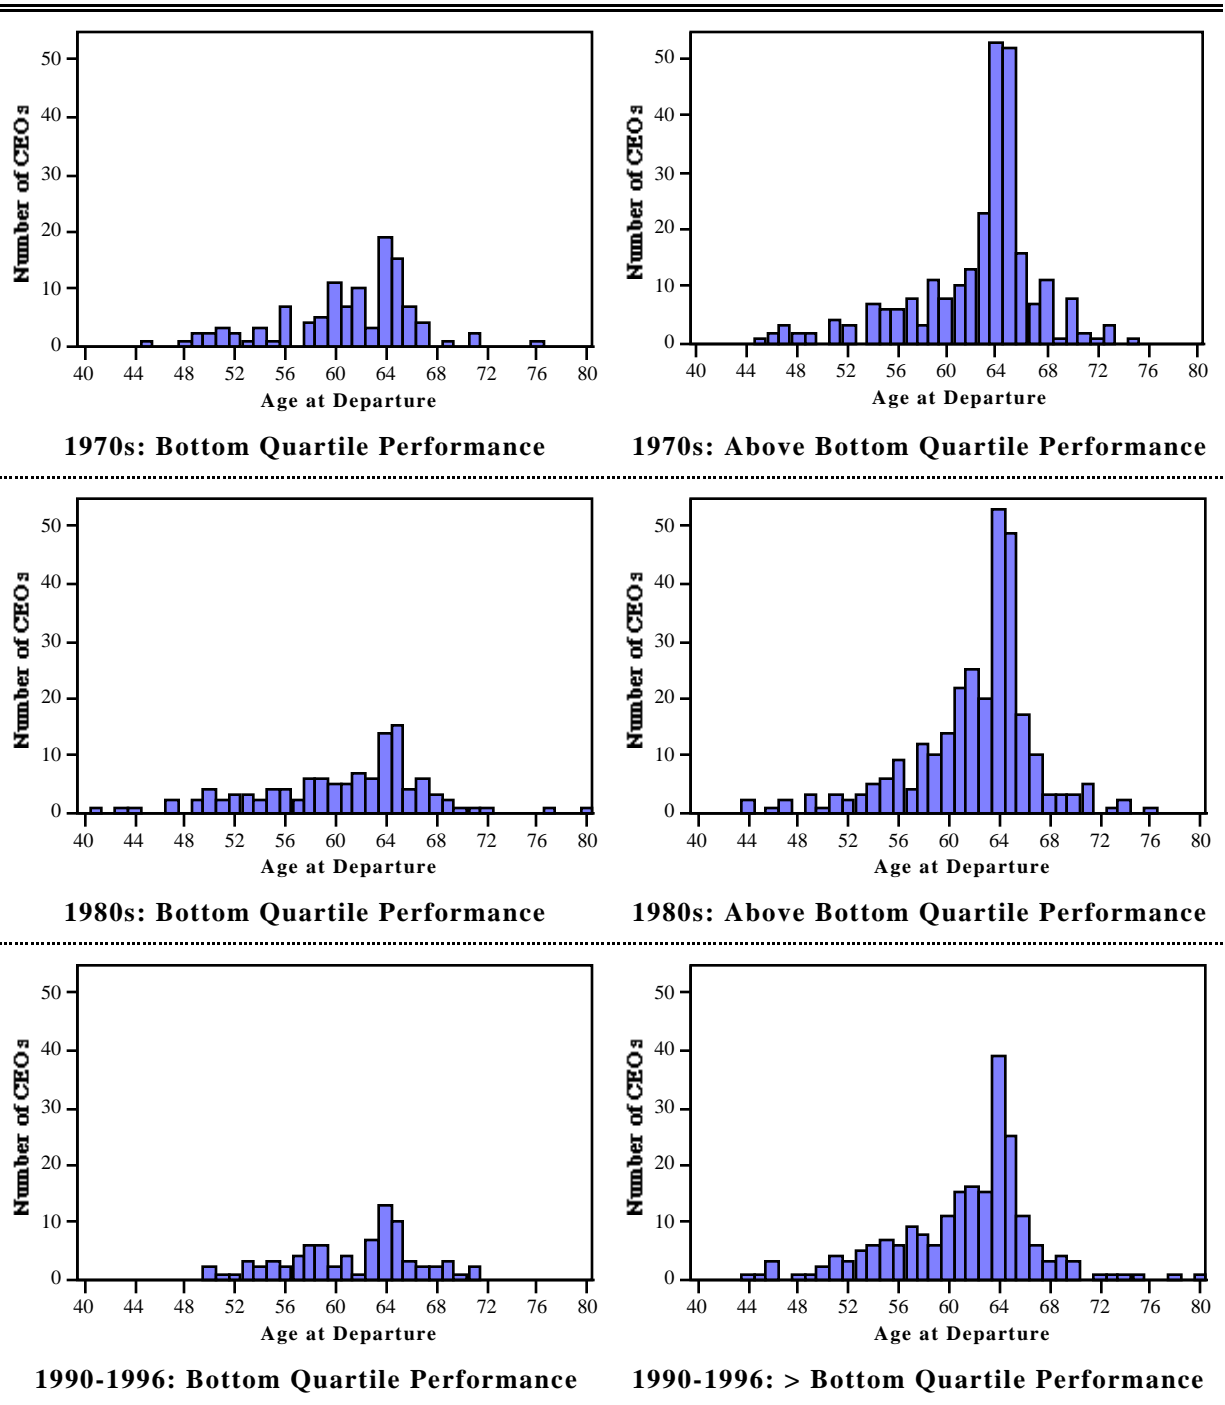 50
40
30
20
10
0
Number of CEOs
40 44 48 52 56 60 64 68 72 76 80
Age at Departure
1970s: Bottom Quartile Performance
50
40
30
20
10
0
Number of CEOs
40 44 48 52 56 60 64 68 72 76 80
Age at Departure
1970s: Above Bottom Quartile Performance
50
40
30
20
10
0
Number of CEOs
40 44 48 52 56 60 64 68 72 76 80
Age at Departure
1980s: Bottom Quartile Performance
50
40
30
20
10
0
Number of CEOs
40 44 48 52 56 60 64 68 72 76 80
Age at Departure
1980s: Above Bottom Quartile Performance
50
40
30
20
10
0
Number of CEOs
40 44 48 52 56 60 64 68 72 76 80
Age at Departure
1990-1996: Bottom Quartile Performance
50
40
30
20
10
0
Number of CEOs
40 44 48 52 56 60 64 68 72 76 80
Age at Departure
1990-1996: > Bottom Quartile Performance